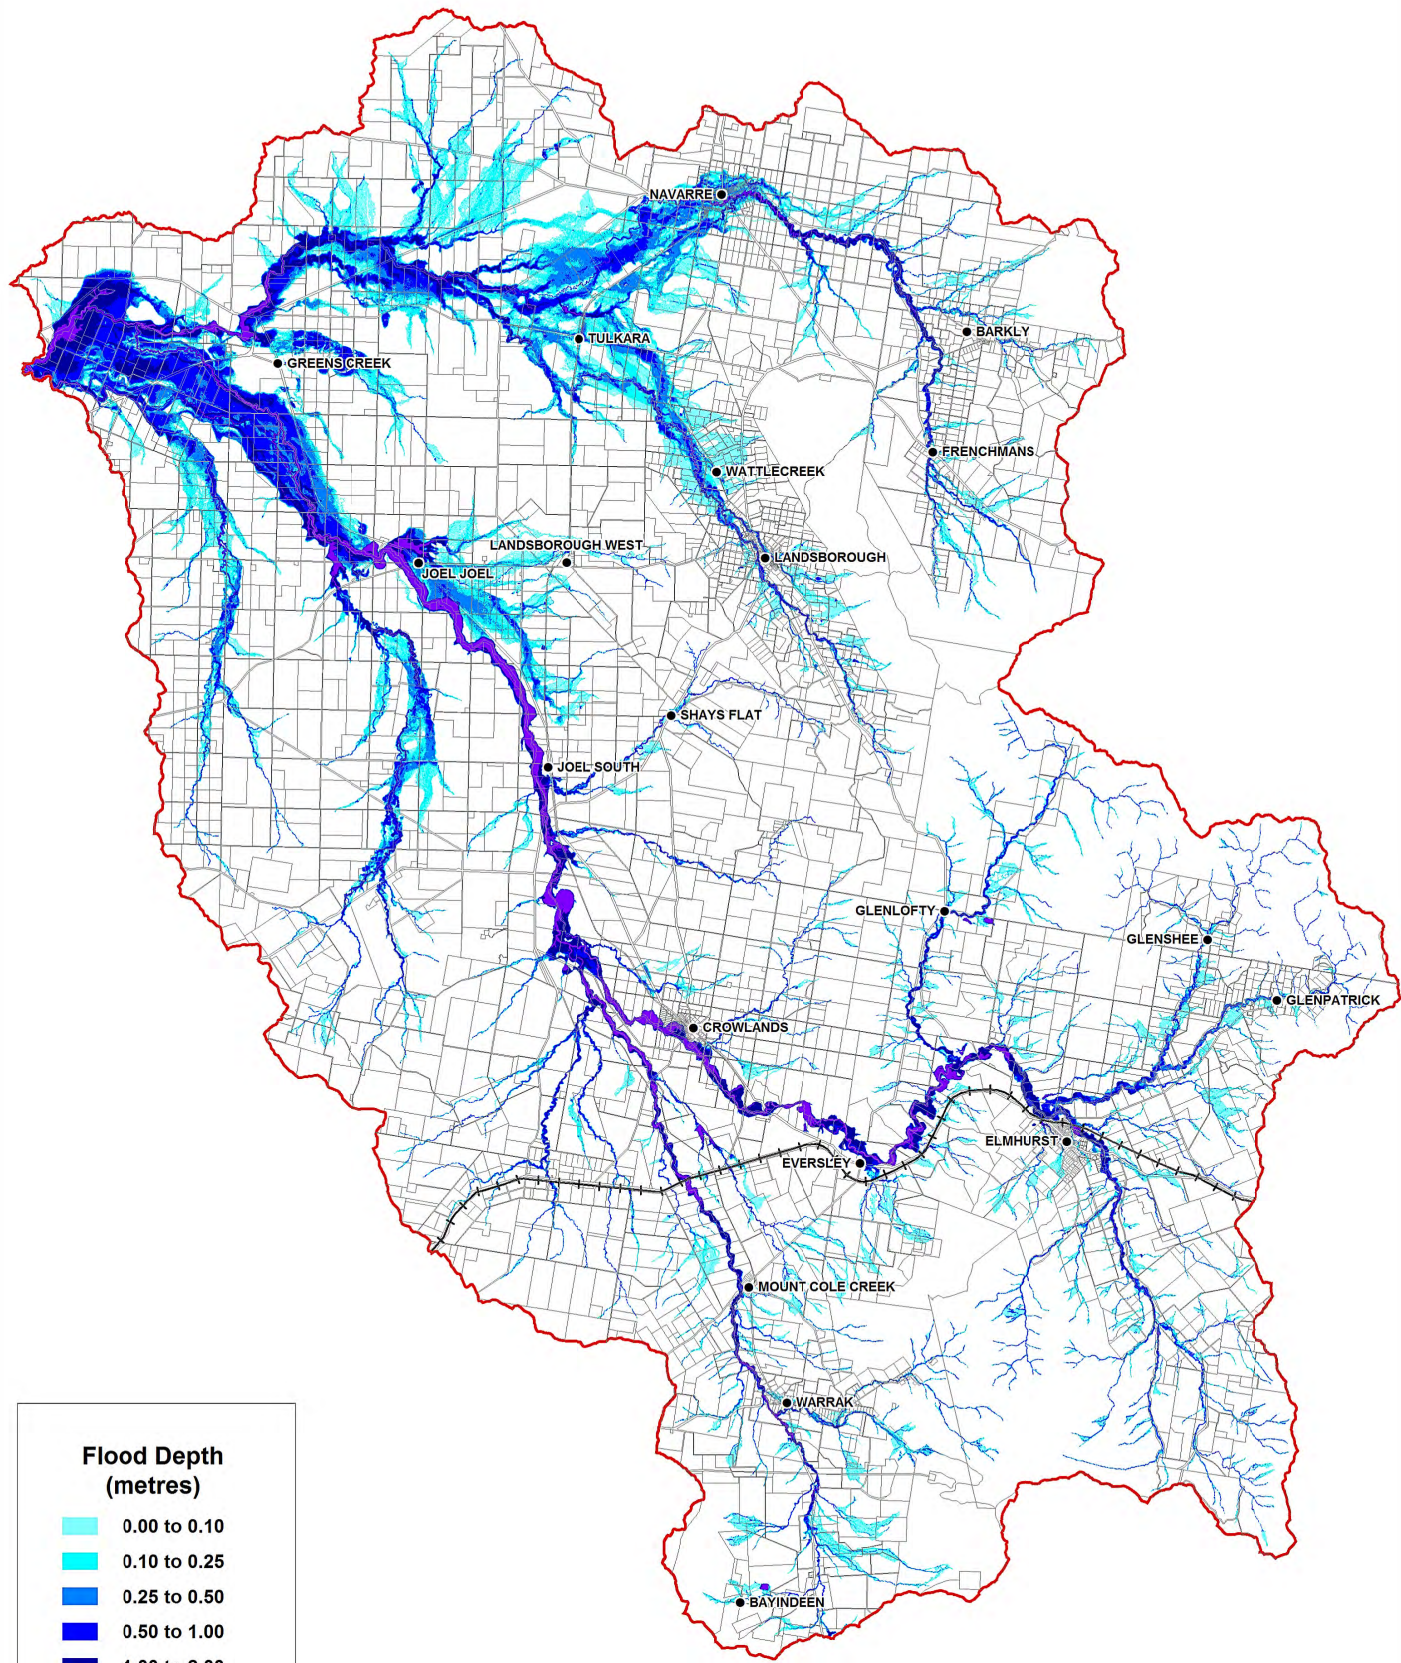 NAVARRE
BARKLY
TULKARA
GREENS CREEK
FRENCHMANS
WATTLECREEK
LANDSBOROUGH WEST
LANDSBOROUGH
JOEL JOEL
SHAYS FLAT
JOEL SOUTH
GLENLOFTY
GLENSHEE
GLENPATRICK
CROWLANDS
ELMHURST
EVERSLEY
MOUNT COLE CREEK
WARRAK
BAYINDEEN
Flood Depth
(metres)
0.00 to 0.10
0.10 to 0.25
0.25 to 0.50
0.50 to 1.00